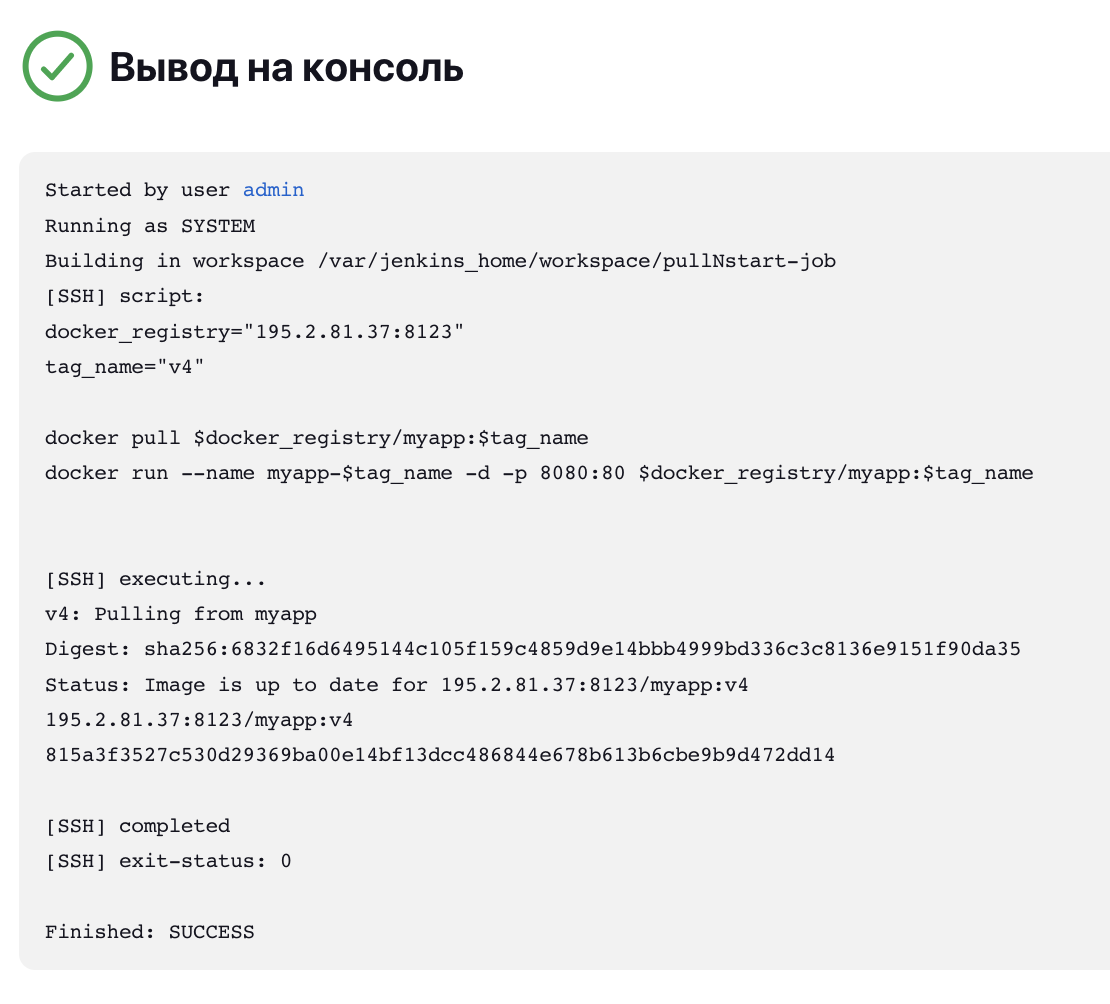 Вывод на консоль
Started by user admin
Running as SYSTEM
Building in workspace /var/jenkins_home/workspace/pullNstart-job
[SSH] script:
docker_registry="195.2.81.37:8123"
tag_name="v4"
docker pull $docker_registry/myapp:$tag_name
docker run --name myapp-$tag_name -d -p 8080:80 $docker_registry/myapp:$tag_name
[SSH] executing...
v4: Pulling from myapp
Digest: sha256:6832f16d6495144c105f159c4859d9e14bbb4999bd336c3c8136e9151f90da35
Status: Image is up to date for 195.2.81.37:8123/myapp:v4
195.2.81.37:8123/myapp:v4
815a3f3527c530d29369ba00e14bf13dcc486844e678b613b6cbe9b9d472dd14
[SSH] completed
[SSH] exit-status: 0
Finished: SUCCESS